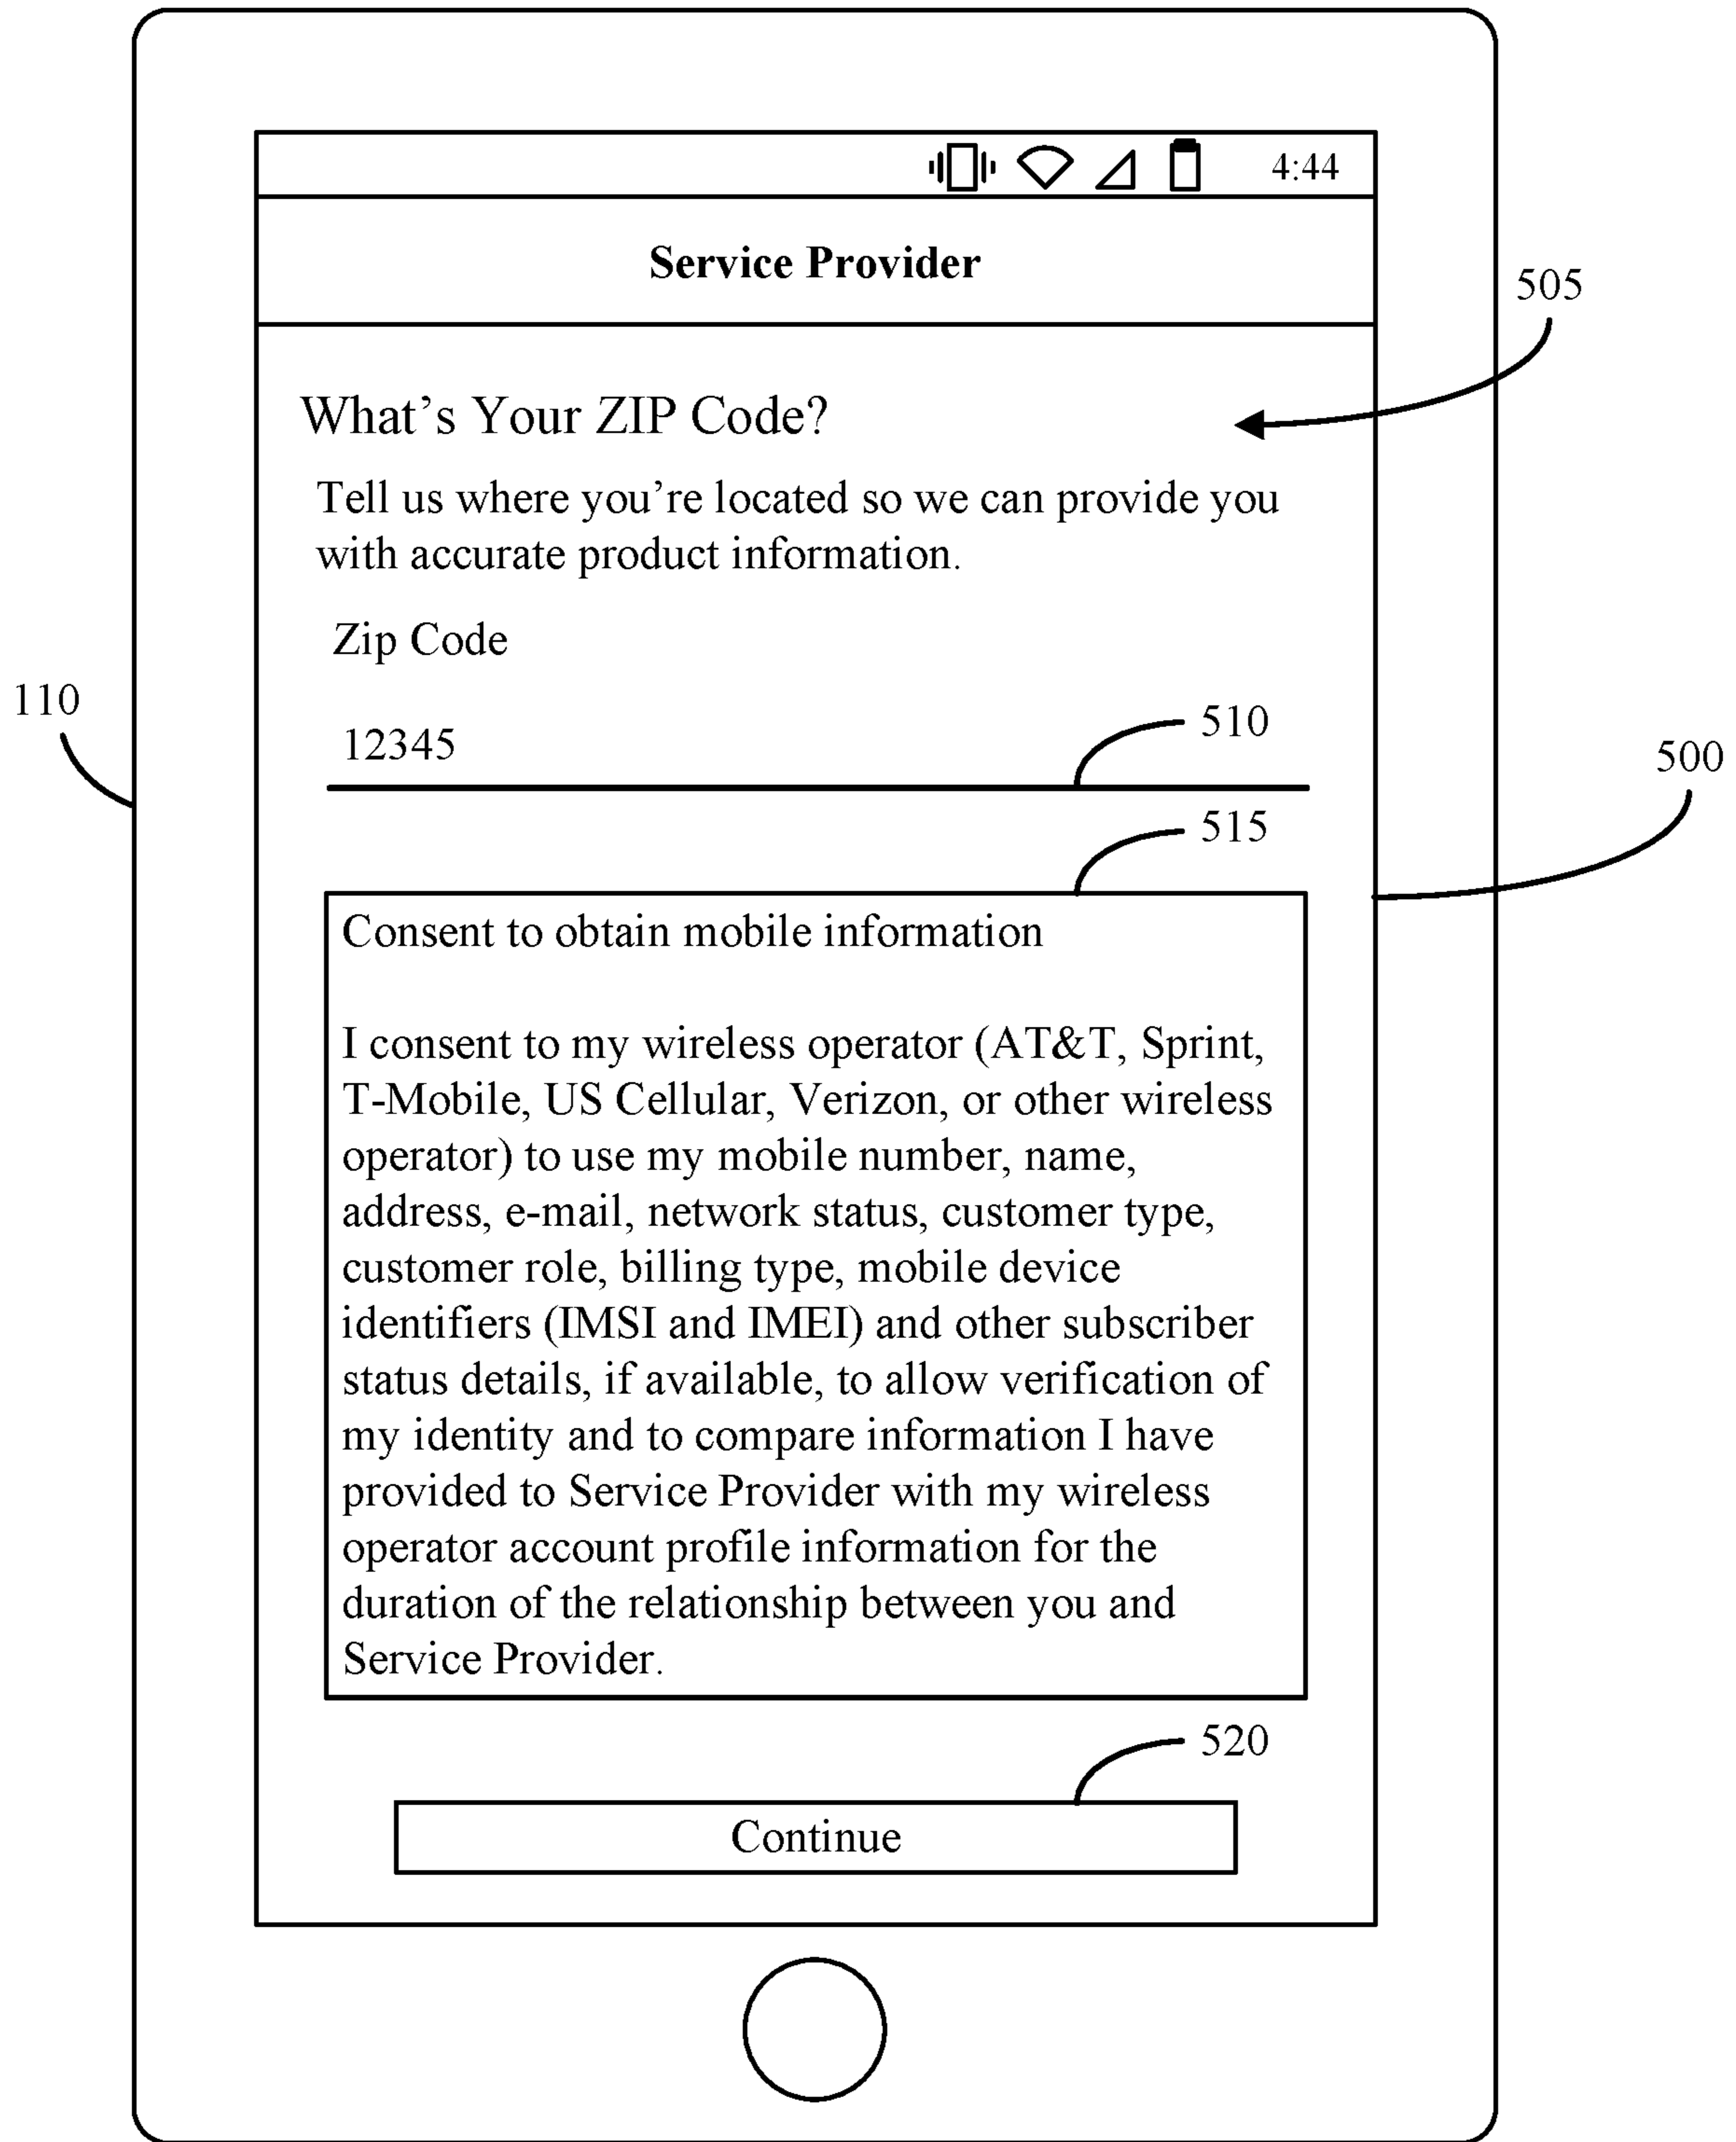 4:44
Service Provider
505
What’s Your ZIP Code?
Tell us where you’re located so we can provide you
with accurate product information.
Zip Code
110
510
12345
500
515
Consent to obtain mobile information
I consent to my wireless operator (AT&T, Sprint,
T-Mobile, US Cellular, Verizon, or other wireless
operator) to use my mobile number, name,
address, e-mail, network status, customer type,
customer role, billing type, mobile device
identifiers (IMSI and IMEI) and other subscriber
status details, if available, to allow verification of
my identity and to compare information I have
provided to Service Provider with my wireless
operator account profile information for the
duration of the relationship between you and
Service Provider.
520
Continue